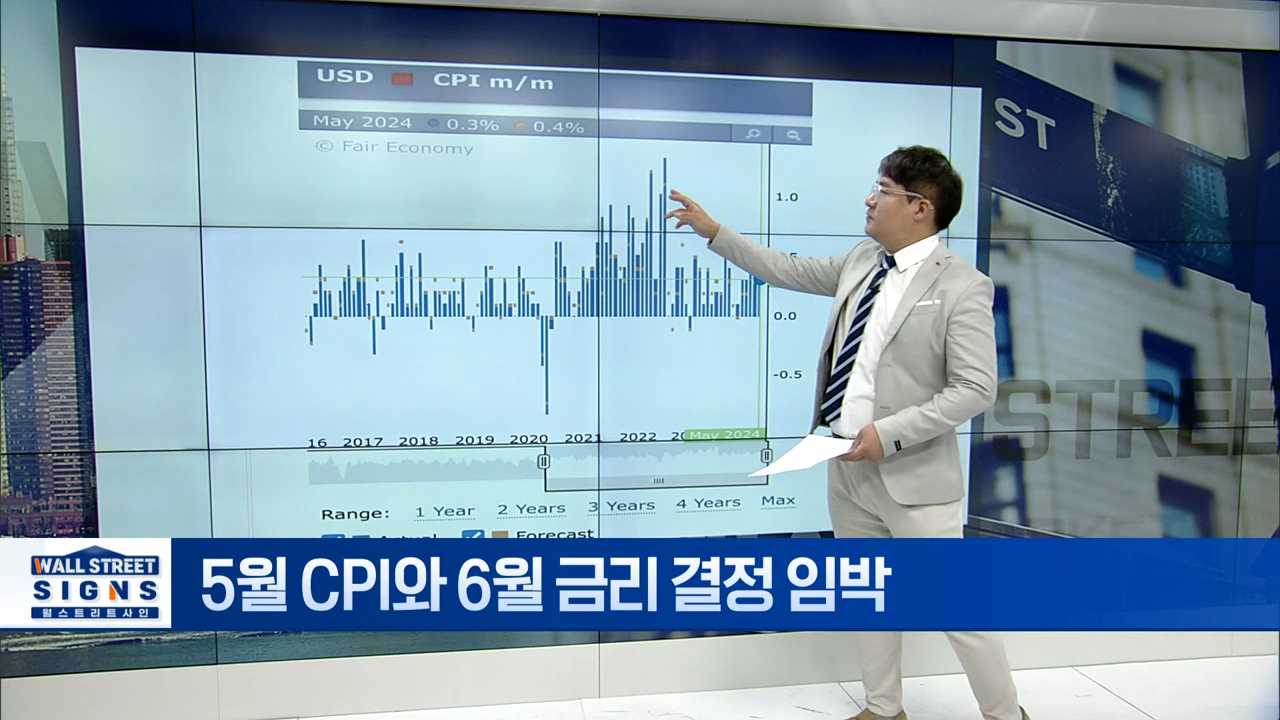 USD CPI m/m
May 2024 0.3% 0.4%
© Fair Economy
1.0
0.0
-0.5
16 2017 2018 2019 2020 2021 2022
May 2024
Range: 1 Year 2 Years 3 Years 4 Years Max
Actual Forecast
ST
STREE
WALL STREET
SIGNS
월스트리트사인
5월 CPI와 6월 금리 결정 임박